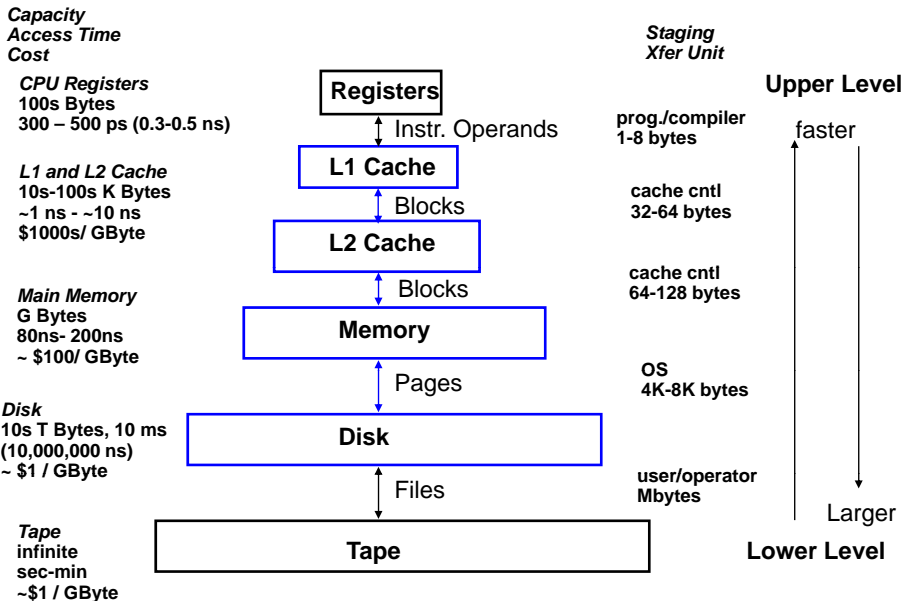 Capacity
Access Time
Cost
Staging
Xfer Unit
CPU Registers
100s Bytes
300 – 500 ps (0.3-0.5 ns)
Registers
Upper Level
Instr. Operands
prog./compiler
1-8 bytes
faster
L1 and L2 Cache
10s-100s K Bytes
~1 ns - ~10 ns
$1000s/ GByte
L1 Cache
Blocks
cache cntl
32-64 bytes
L2 Cache
Blocks
cache cntl
64-128 bytes
Main Memory
G Bytes
80ns- 200ns
~ $100/ GByte
Memory
Pages
OS
4K-8K bytes
Disk
10s T Bytes, 10 ms
(10,000,000 ns)
~ $1 / GByte
Disk
Files
user/operator
Mbytes
Larger
Tape
infinite
sec-min
~$1 / GByte
Tape
Lower Level